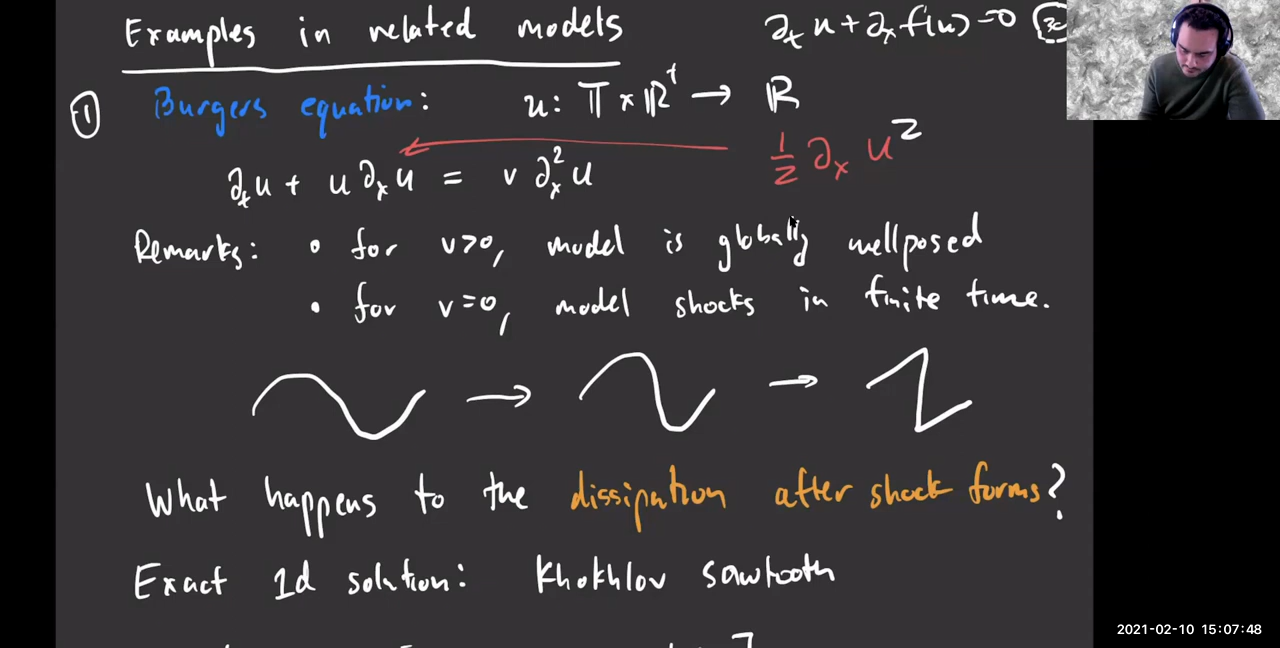 Examples in related models
∂ₜu + ∂ₓf(u) = 0
① Burgers equation: u: 𝕋 × ℝ⁺ → ℝ
∂ₜu + u∂ₓu = ν∂ₓ²u ½ ∂ₓ u²
Remarks: • for ν>0, model is globally wellposed
• for ν=0, model shocks in finite time.
What happens to the dissipation after shock forms?
Exact 1d solution: Khokhlov sawtooth
2021-02-10 15:07:48